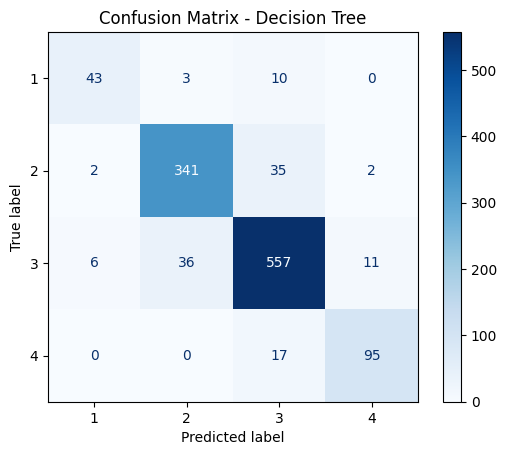 Confusion Matrix - Decision Tree
1 43 3 10 0
2 2 341 35 2
3 6 36 557 11
4 0 0 17 95
1 2 3 4
True label
Predicted label
500
400
300
200
100
0